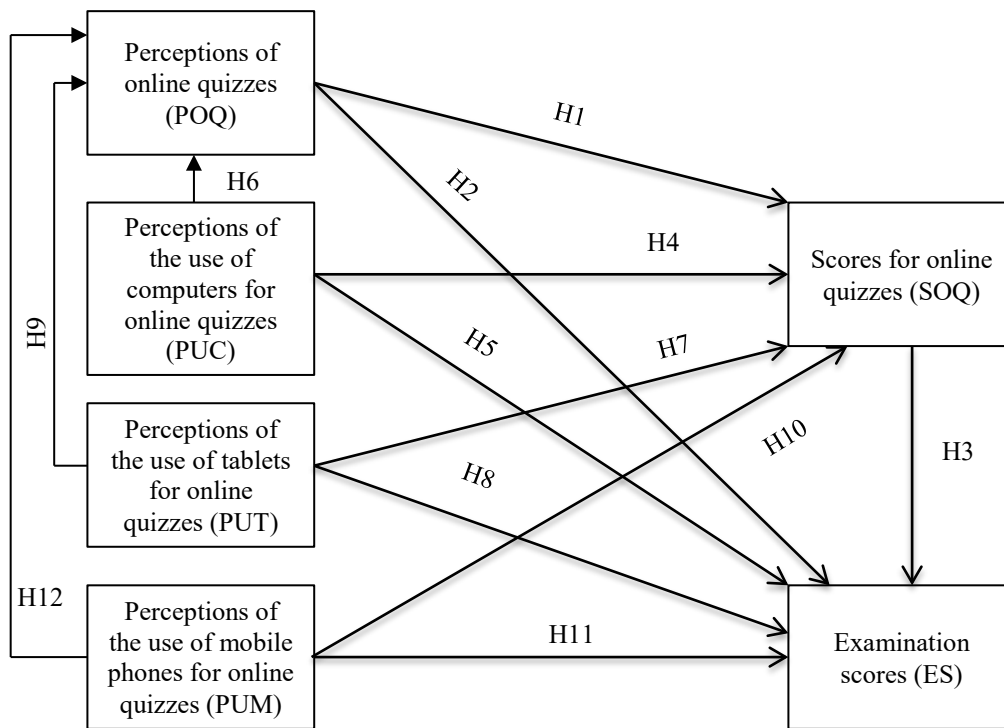 Perceptions of
online quizzes
(POQ)
H1
H6
H2
Perceptions of
the use of
computers for
online quizzes
(PUC)
H4
Scores for online
quizzes (SOQ)
H9
H5
H7
Perceptions of
the use of tablets
for online
quizzes (PUT)
H8
H10
H3
H12
Perceptions of
the use of mobile
phones for online
quizzes (PUM)
H11
Examination
scores (ES)